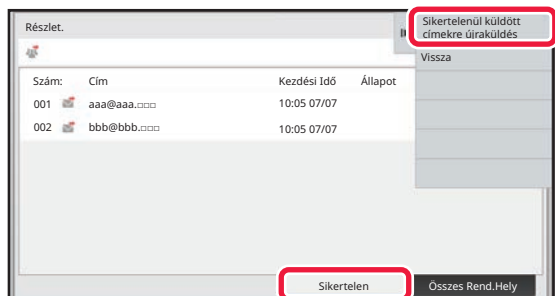 Részlet.
Sikertelenül küldött
címekre újraküldés
Vissza
Szám: Cím Kezdési Idő Állapot
001 aaa@aaa.□□□ 10:05 07/07
002 bbb@bbb.□□□ 10:05 07/07
Sikertelen Összes Rend.Hely